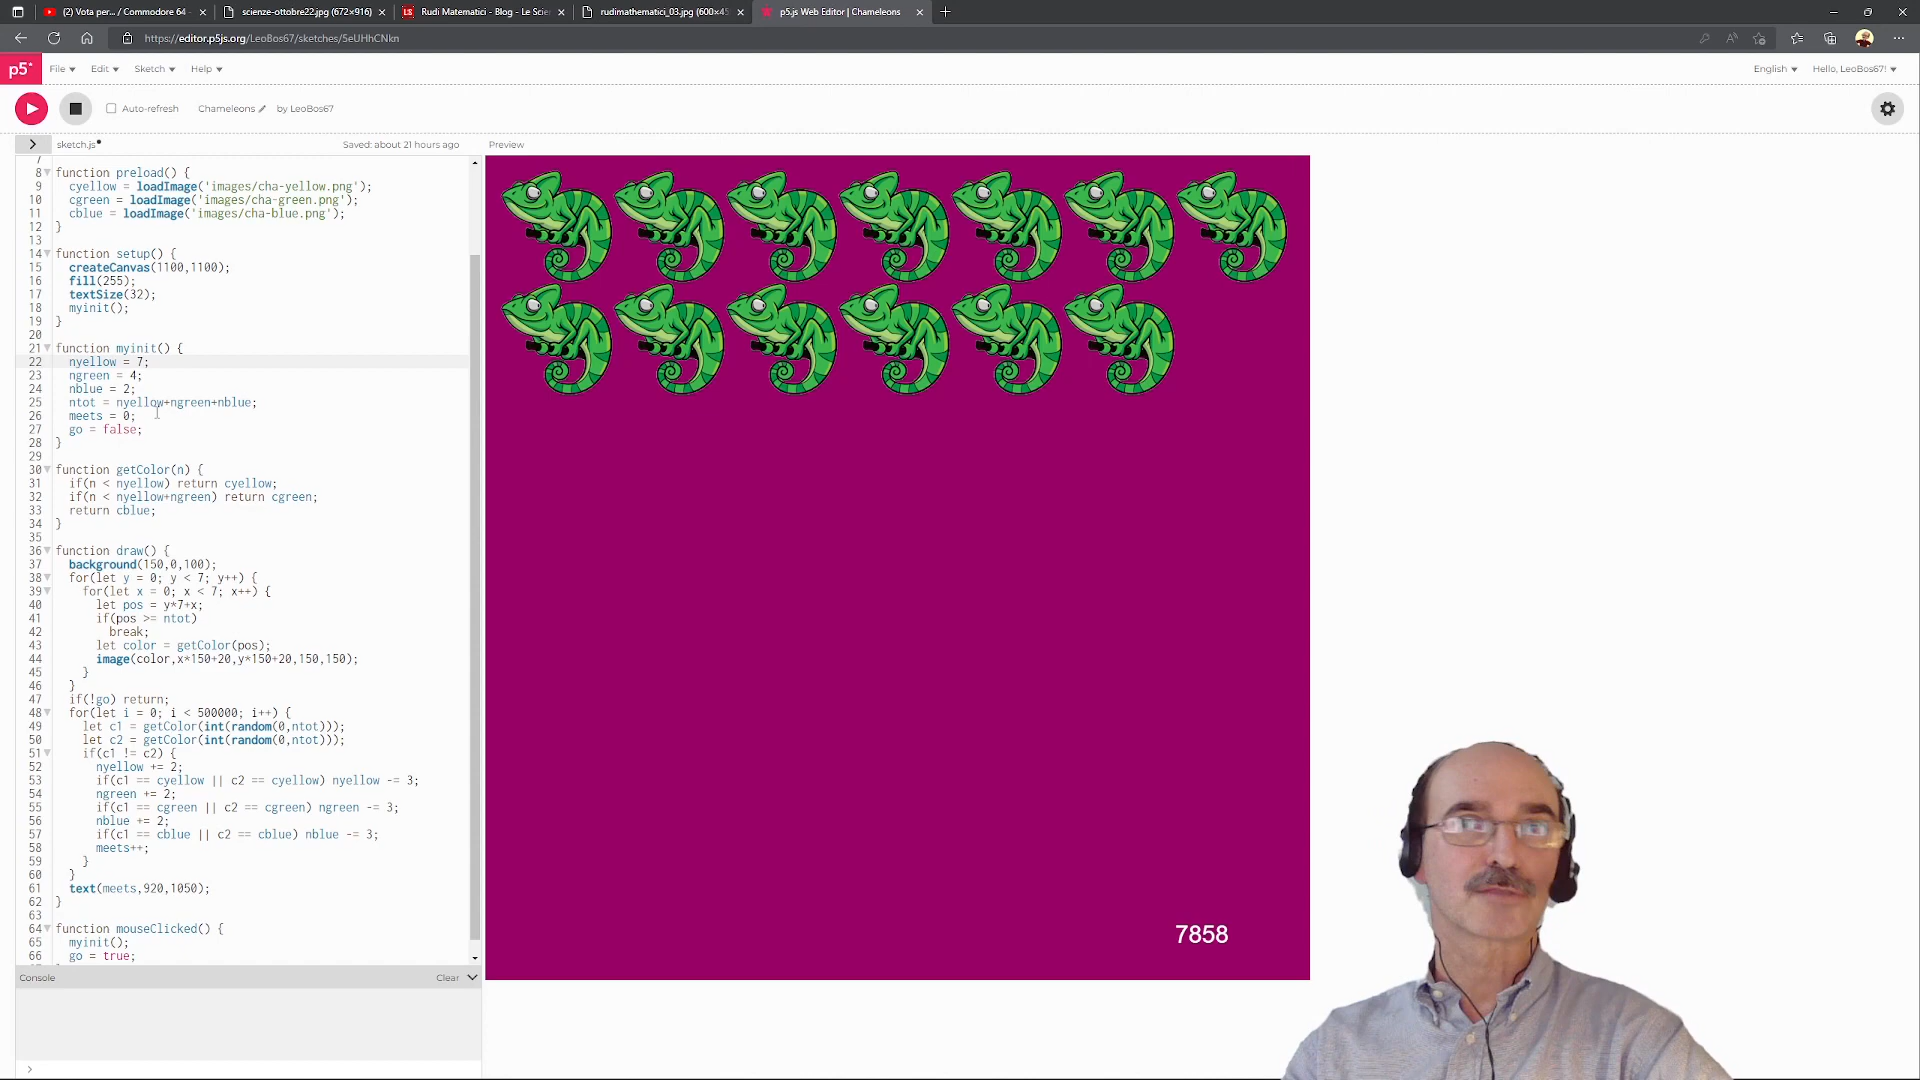 (2) Vota per... / Commodore 64 -
scienze-ottobre22.jpg (672×916)
LS Rudi Matematici - Blog - Le Scie
rudimathematici_03.jpg (600×45
p5.js Web Editor | Chameleons
https://editor.p5js.org/LeoBos67/sketches/5eUHhCNkn
p5* File Edit Sketch Help English Hello, LeoBos67!
Auto-refresh Chameleons by LeoBos67
sketch.js• Saved: about 21 hours ago Preview
7
8 function preload() {
9 cyellow = loadImage('images/cha-yellow.png');
10 cgreen = loadImage('images/cha-green.png');
11 cblue = loadImage('images/cha-blue.png');
12 }
13
14 function setup() {
15 createCanvas(1100,1100);
16 fill(255);
17 textSize(32);
18 myinit();
19 }
20
21 function myinit() {
22 nyellow = 7;
23 ngreen = 4;
24 nblue = 2;
25 ntot = nyellow+ngreen+nblue;
26 meets = 0;
27 go = false;
28 }
29
30 function getColor(n) {
31 if(n < nyellow) return cyellow;
32 if(n < nyellow+ngreen) return cgreen;
33 return cblue;
34 }
35
36 function draw() {
37 background(150,0,100);
38 for(let y = 0; y < 7; y++) {
39 for(let x = 0; x < 7; x++) {
40 let pos = y*7+x;
41 if(pos >= ntot)
42 break;
43 let color = getColor(pos);
44 image(color,x*150+20,y*150+20,150,150);
45 }
46 }
47 if(!go) return;
48 for(let i = 0; i < 500000; i++) {
49 let c1 = getColor(int(random(0,ntot)));
50 let c2 = getColor(int(random(0,ntot)));
51 if(c1 != c2) {
52 nyellow += 2;
53 if(c1 == cyellow || c2 == cyellow) nyellow -= 3;
54 ngreen += 2;
55 if(c1 == cgreen || c2 == cgreen) ngreen -= 3;
56 nblue += 2;
57 if(c1 == cblue || c2 == cblue) nblue -= 3;
58 meets++;
59 }
60 }
61 text(meets,920,1050);
62 }
63
64 function mouseClicked() {
65 myinit();
66 go = true;
7858
Console Clear